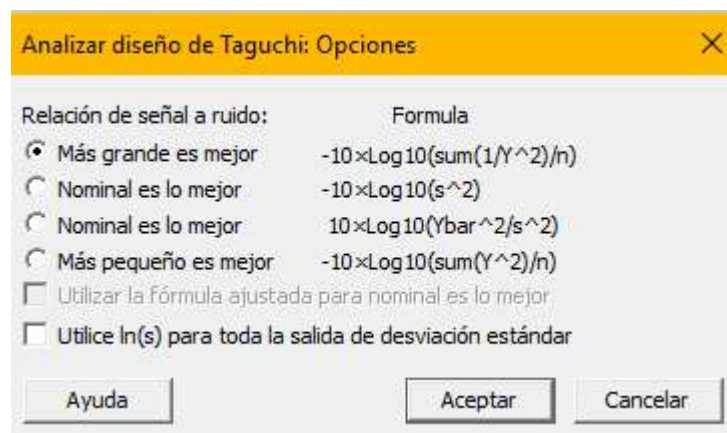 Analizar diseño de Taguchi: Opciones
Relación de señal a ruido: Formula
Más grande es mejor -10×Log10(sum(1/Y^2)/n)
Nominal es lo mejor -10×Log10(s^2)
Nominal es lo mejor 10×Log10(Ybar^2/s^2)
Más pequeño es mejor -10×Log10(sum(Y^2)/n)
Utilizar la fórmula ajustada para nominal es lo mejor
Utilice ln(s) para toda la salida de desviación estándar
Ayuda Aceptar Cancelar